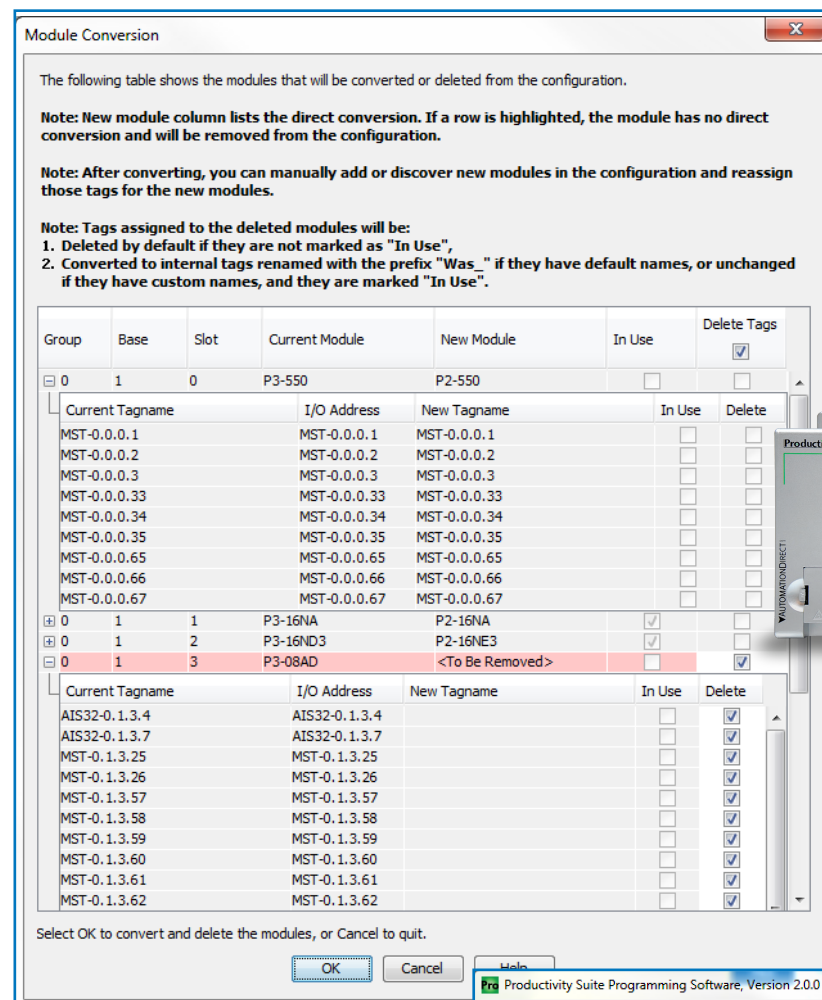 Module Conversion
The following table shows the modules that will be converted or deleted from the configuration.
Note: New module column lists the direct conversion. If a row is highlighted, the module has no direct
conversion and will be removed from the configuration.
Note: After converting, you can manually add or discover new modules in the configuration and reassign
those tags for the new modules.
Note: Tags assigned to the deleted modules will be:
1. Deleted by default if they are not marked as "In Use",
2. Converted to internal tags renamed with the prefix "Was_" if they have default names, or unchanged
if they have custom names, and they are marked "In Use".
Group Base Slot Current Module New Module In Use Delete Tags
0 1 0 P3-550 P2-550
Current Tagname I/O Address New Tagname In Use Delete
MST-0.0.0.1 MST-0.0.0.1 MST-0.0.0.1
MST-0.0.0.2 MST-0.0.0.2 MST-0.0.0.2
MST-0.0.0.3 MST-0.0.0.3 MST-0.0.0.3
MST-0.0.0.33 MST-0.0.0.33 MST-0.0.0.33
MST-0.0.0.34 MST-0.0.0.34 MST-0.0.0.34
MST-0.0.0.35 MST-0.0.0.35 MST-0.0.0.35
MST-0.0.0.65 MST-0.0.0.65 MST-0.0.0.65
MST-0.0.0.66 MST-0.0.0.66 MST-0.0.0.66
MST-0.0.0.67 MST-0.0.0.67 MST-0.0.0.67
0 1 1 P3-16NA P2-16NA
0 1 2 P3-16ND3 P2-16NE3
0 1 3 P3-08AD <To Be Removed>
Current Tagname I/O Address New Tagname In Use Delete
AIS32-0.1.3.4 AIS32-0.1.3.4
AIS32-0.1.3.7 AIS32-0.1.3.7
MST-0.1.3.25 MST-0.1.3.25
MST-0.1.3.26 MST-0.1.3.26
MST-0.1.3.57 MST-0.1.3.57
MST-0.1.3.58 MST-0.1.3.58
MST-0.1.3.59 MST-0.1.3.59
MST-0.1.3.60 MST-0.1.3.60
MST-0.1.3.61 MST-0.1.3.61
MST-0.1.3.62 MST-0.1.3.62
Producti
AUTOMATIONDIRECT
Select OK to convert and delete the modules, or Cancel to quit.
OK Cancel Help
Pro Productivity Suite Programming Software, Version 2.0.0